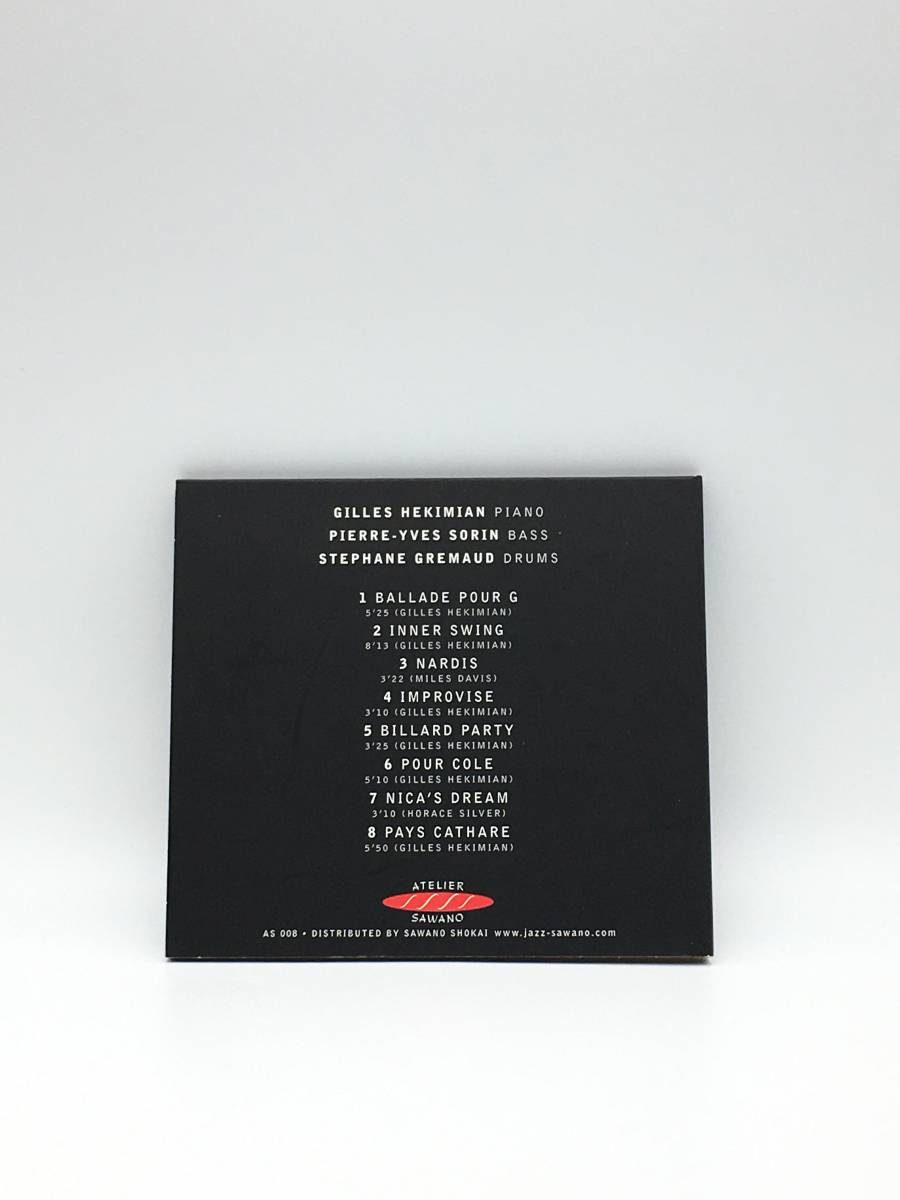 GILLES HEKIMIAN PIANO
PIERRE-YVES SORIN BASS
STEPHANE GREMAUD DRUMS
1 BALLADE POUR G
5'25 (GILLES HEKIMIAN)
2 INNER SWING
8'13 (GILLES HEKIMIAN)
3 NARDIS
3'22 (MILES DAVIS)
4 IMPROVISE
3'10 (GILLES HEKIMIAN)
5 BILLARD PARTY
3'25 (GILLES HEKIMIAN)
6 POUR COLE
5'10 (GILLES HEKIMIAN)
7 NICA'S DREAM
3'10 (HORACE SILVER)
8 PAYS CATHARE
5'50 (GILLES HEKIMIAN)
ATELIER
SAWANO
AS 008 • DISTRIBUTED BY SAWANO SHOKAI www.jazz-sawano.com